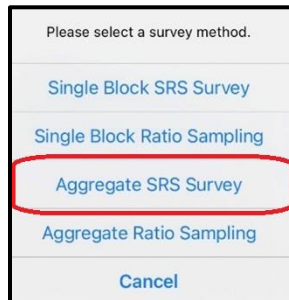 Please select a survey method.
Single Block SRS Survey
Single Block Ratio Sampling
Aggregate SRS Survey
Aggregate Ratio Sampling
Cancel